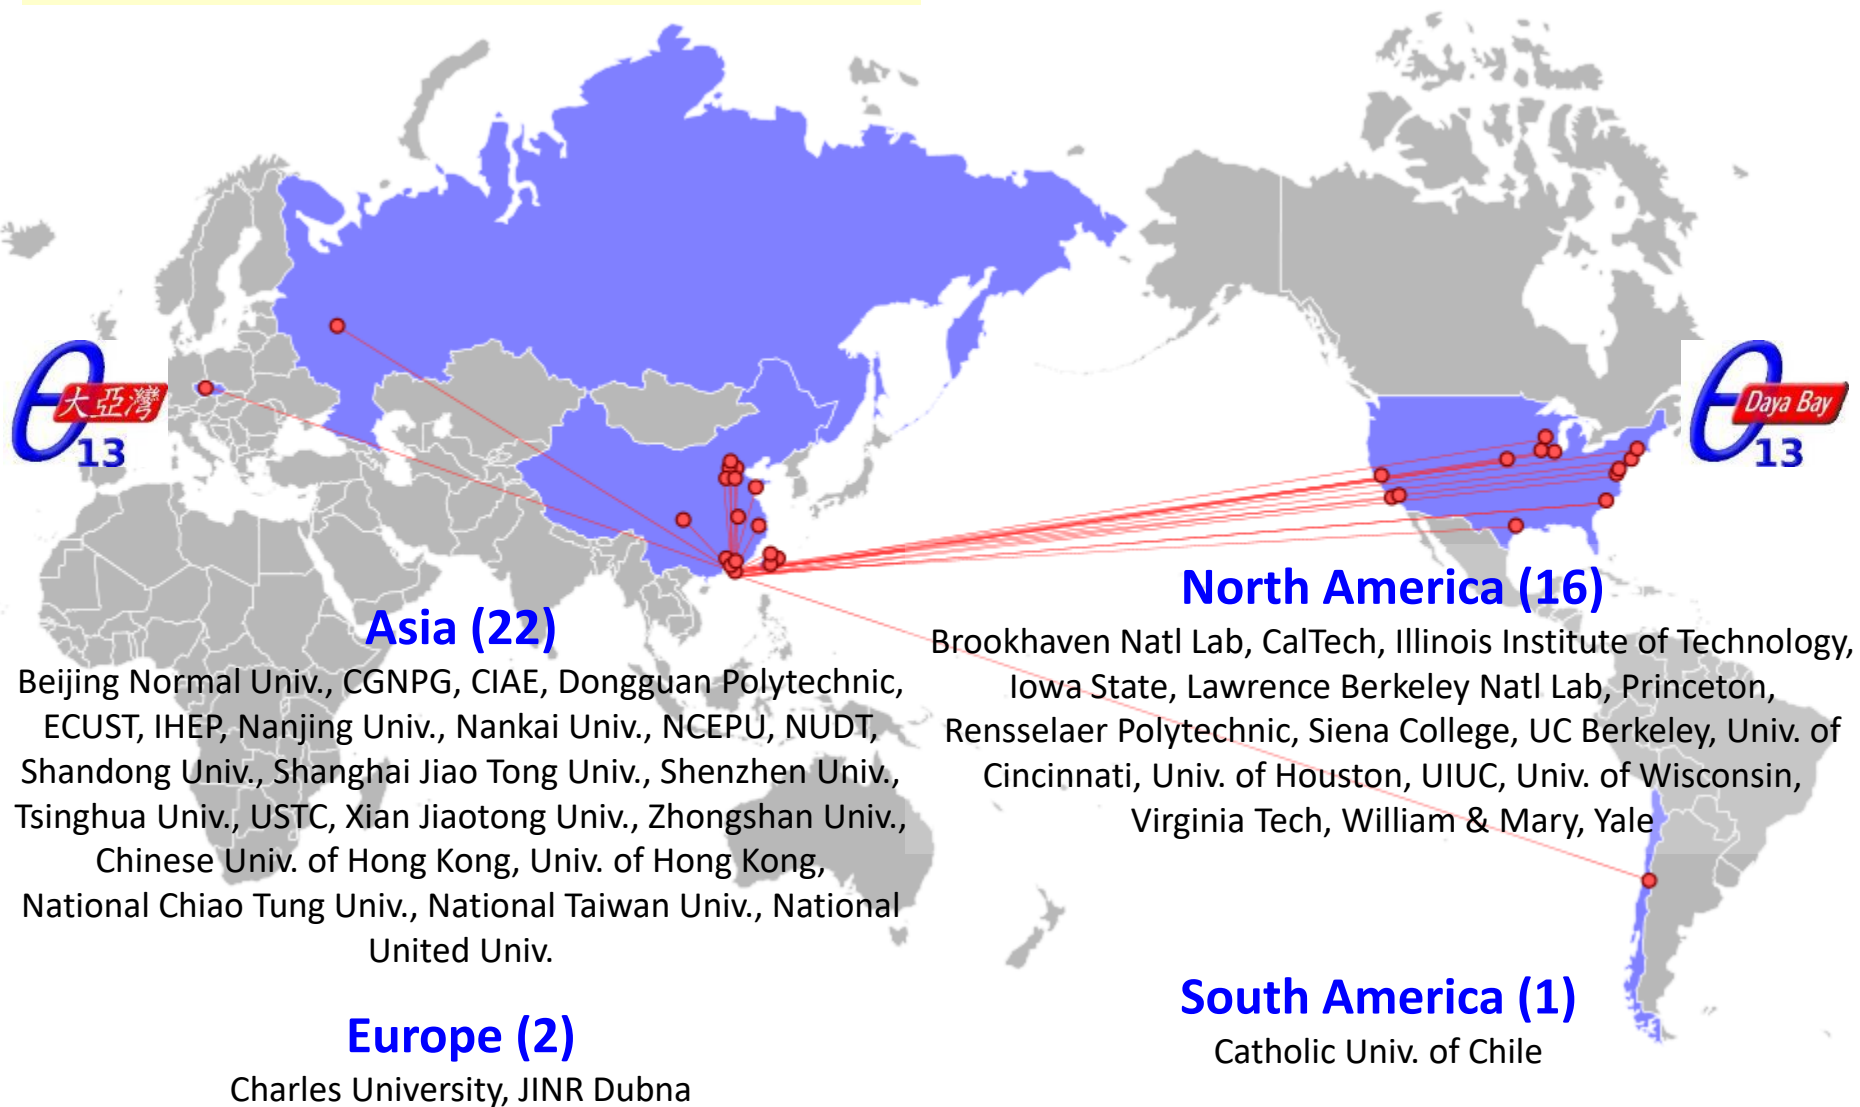 大亞灣
13
Daya Bay
13
Asia (22)
Beijing Normal Univ., CGNPG, CIAE, Dongguan Polytechnic,
ECUST, IHEP, Nanjing Univ., Nankai Univ., NCEPU, NUDT,
Shandong Univ., Shanghai Jiao Tong Univ., Shenzhen Univ.,
Tsinghua Univ., USTC, Xian Jiaotong Univ., Zhongshan Univ.,
Chinese Univ. of Hong Kong, Univ. of Hong Kong,
National Chiao Tung Univ., National Taiwan Univ., National
United Univ.
Europe (2)
Charles University, JINR Dubna
North America (16)
Brookhaven Natl Lab, CalTech, Illinois Institute of Technology,
Iowa State, Lawrence Berkeley Natl Lab, Princeton,
Rensselaer Polytechnic, Siena College, UC Berkeley, Univ. of
Cincinnati, Univ. of Houston, UIUC, Univ. of Wisconsin,
Virginia Tech, William & Mary, Yale
South America (1)
Catholic Univ. of Chile